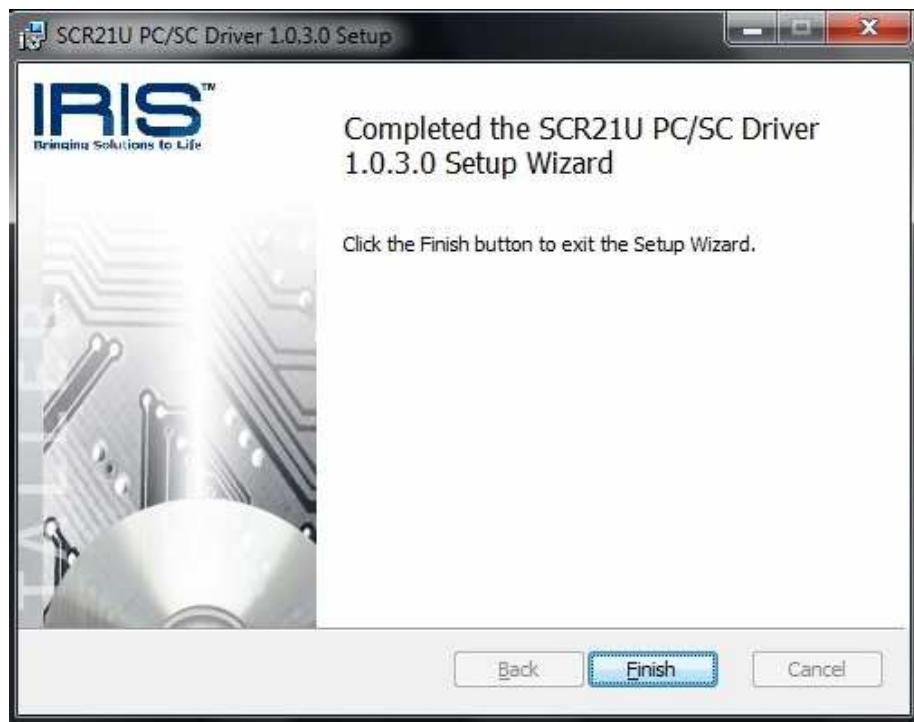 SCR21U PC/SC Driver 1.0.3.0 Setup
IRIS™
Bringing Solutions to Life
Completed the SCR21U PC/SC Driver
1.0.3.0 Setup Wizard
Click the Finish button to exit the Setup Wizard.
Back
Finish
Cancel